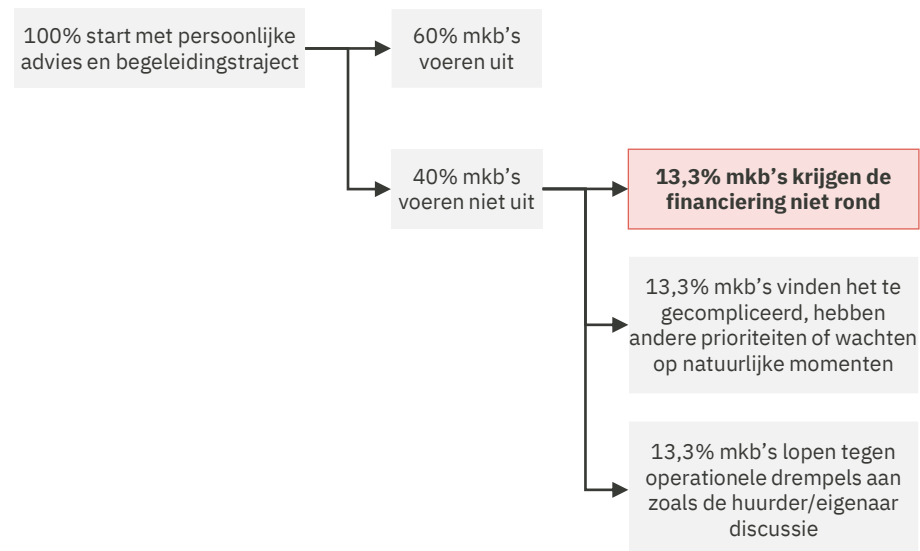 100% start met persoonlijke
advies en begeleidingstraject
60% mkb's
voeren uit
40% mkb's
voeren niet uit
13,3% mkb's krijgen de
financiering niet rond
13,3% mkb's vinden het te
gecompliceerd, hebben
andere prioriteiten of wachten
op natuurlijke momenten
13,3% mkb's lopen tegen
operationele drempels aan
zoals de huurder/eigenaar
discussie